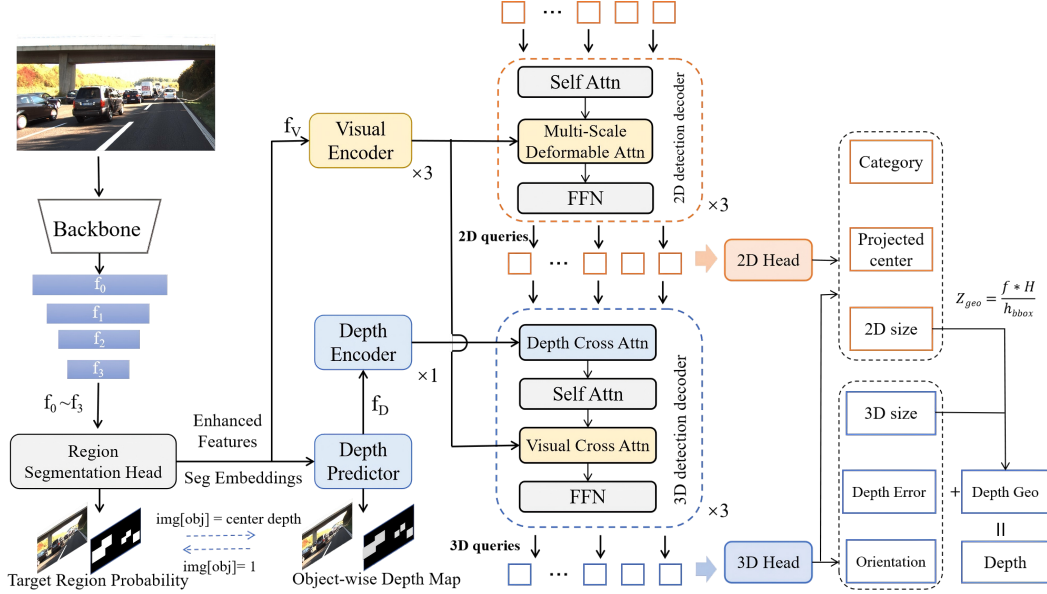 Backbone
f0
f1
f2
f3
f0 ~f3
Region
Segmentation Head
Target Region Probability
Enhanced
Features
Seg Embeddings
img[obj] = center depth
img[obj]= 1
fV
Visual
Encoder
×3
Depth
Encoder
×1
fD
Depth
Predictor
Object-wise Depth Map
Self Attn
Multi-Scale
Deformable Attn
FFN
2D detection decoder
×3
2D queries
...
...
2D Head
Depth Cross Attn
Self Attn
Visual Cross Attn
FFN
3D detection decoder
×3
3D queries
...
3D Head
Category
Projected
center
2D size
Zgeo = f * H / hbbox
3D size
Depth Error
+
Depth Geo
=
Orientation
Depth